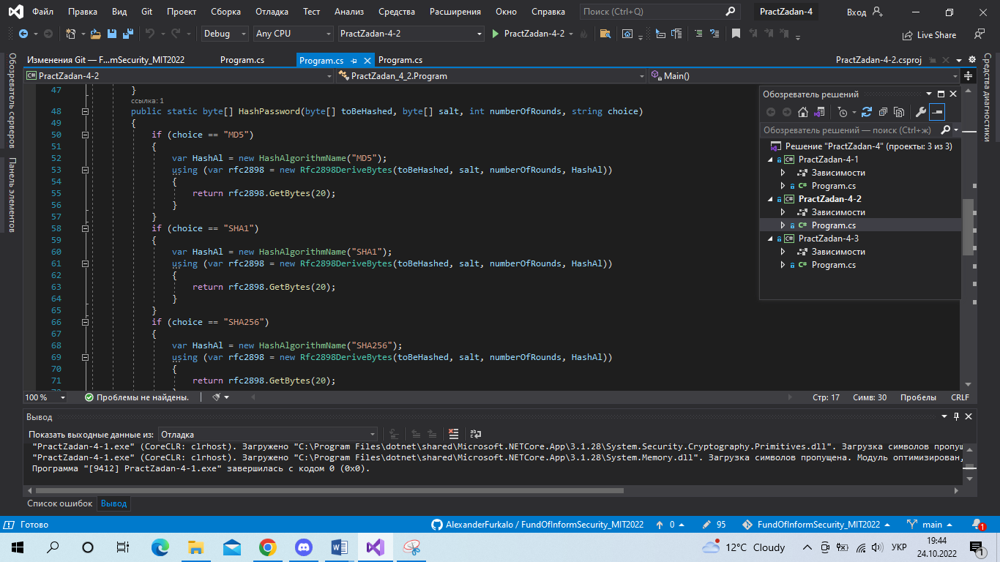 Файл Правка Вид Git Проект Сборка Отладка Тест Анализ Средства Расширения Окно Справка Поиск (Ctrl+Q) PractZadan-4 Вход
Debug Any CPU PractZadan-4-2 PractZadan-4-2 Live Share
Обозреватель серверов
Панель элементов
Изменения Git — F...mSecurity_MIT2022 Program.cs Program.cs Program.cs PractZadan-4-2.csproj
Средства диагностики
C# PractZadan-4-2 PractZadan_4_2.Program Main()
47 }
ссылка: 1
48 public static byte[] HashPassword(byte[] toBeHashed, byte[] salt, int numberOfRounds, string choice)
49 {
50 if (choice == "MD5")
51 {
52 var HashAl = new HashAlgorithmName("MD5");
53 using (var rfc2898 = new Rfc2898DeriveBytes(toBeHashed, salt, numberOfRounds, HashAl))
54 {
55 return rfc2898.GetBytes(20);
56 }
57 }
58 if (choice == "SHA1")
59 {
60 var HashAl = new HashAlgorithmName("SHA1");
61 using (var rfc2898 = new Rfc2898DeriveBytes(toBeHashed, salt, numberOfRounds, HashAl))
62 {
63 return rfc2898.GetBytes(20);
64 }
65 }
66 if (choice == "SHA256")
67 {
68 var HashAl = new HashAlgorithmName("SHA256");
69 using (var rfc2898 = new Rfc2898DeriveBytes(toBeHashed, salt, numberOfRounds, HashAl))
70 {
71 return rfc2898.GetBytes(20);
Обозреватель решений
Обозреватель решений — поиск (Ctrl+ж)
Решение "PractZadan-4" (проекты: 3 из 3)
C# PractZadan-4-1
Зависимости
C# Program.cs
C# PractZadan-4-2
Зависимости
C# Program.cs
C# PractZadan-4-3
Зависимости
C# Program.cs
100 % Проблемы не найдены. Стр: 17 Симв: 30 Пробелы CRLF
Вывод
Показать выходные данные из: Отладка
"PractZadan-4-1.exe" (CoreCLR: clrhost). Загружено "C:\Program Files\dotnet\shared\Microsoft.NETCore.App\3.1.28\System.Security.Cryptography.Primitives.dll". Загрузка символов пропущ
"PractZadan-4-1.exe" (CoreCLR: clrhost). Загружено "C:\Program Files\dotnet\shared\Microsoft.NETCore.App\3.1.28\System.Memory.dll". Загрузка символов пропущена. Модуль оптимизирован,
Программа "[9412] PractZadan-4-1.exe" завершилась с кодом 0 (0x0).
Список ошибок Вывод
Готово AlexanderFurkalo / FundOfInformSecurity_MIT2022 0 95 FundOfInformSecurity_MIT2022 main 1
12°C Cloudy УКР 19:44
24.10.2022 1